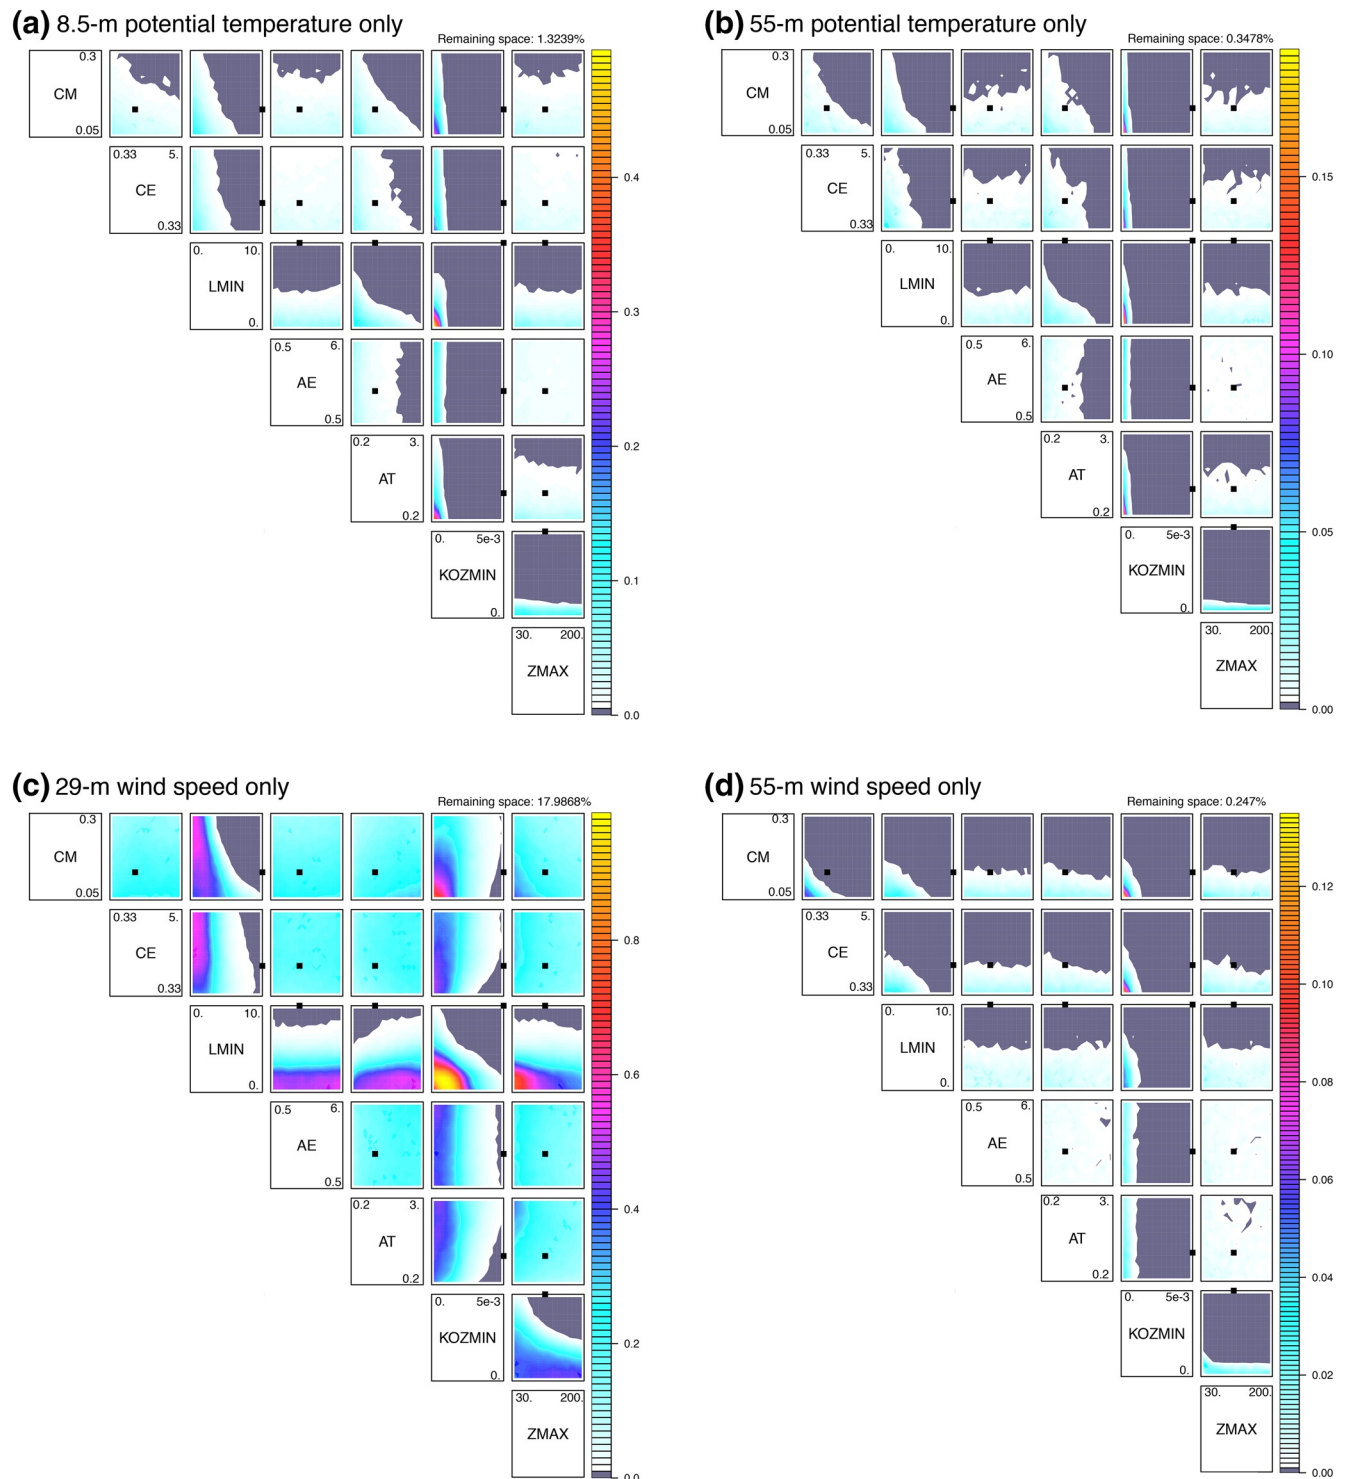 (a) 8.5-m potential temperature only
Remaining space: 1.3239%
CM
0.3
0.05
0.33 5.
CE
0.33
0. 10.
LMIN
0.
0.5 6.
AE
0.5
0.2 3.
AT
0.2
0. 5e-3
KOZMIN
0.
30. 200.
ZMAX
0.4
0.3
0.2
0.1
0.0
(b) 55-m potential temperature only
Remaining space: 0.3478%
0.3
CM
0.05
0.33 5.
CE
0.33
0. 10.
LMIN
0.
0.5 6.
AE
0.5
0.2 3.
AT
0.2
0. 5e-3
KOZMIN
0.
30. 200.
ZMAX
0.15
0.10
0.05
0.00
(c) 29-m wind speed only
Remaining space: 17.9868%
0.3
CM
0.05
0.33 5.
CE
0.33
0. 10.
LMIN
0.
0.5 6.
AE
0.5
0.2 3.
AT
0.2
0. 5e-3
KOZMIN
0.
30. 200.
ZMAX
0.8
0.6
0.4
0.2
0.0
(d) 55-m wind speed only
Remaining space: 0.247%
0.3
CM
0.05
0.33 5.
CE
0.33
0. 10.
LMIN
0.
0.5 6.
AE
0.5
0.2 3.
AT
0.2
0. 5e-3
KOZMIN
0.
30. 200.
ZMAX
0.12
0.10
0.08
0.06
0.04
0.02
0.00